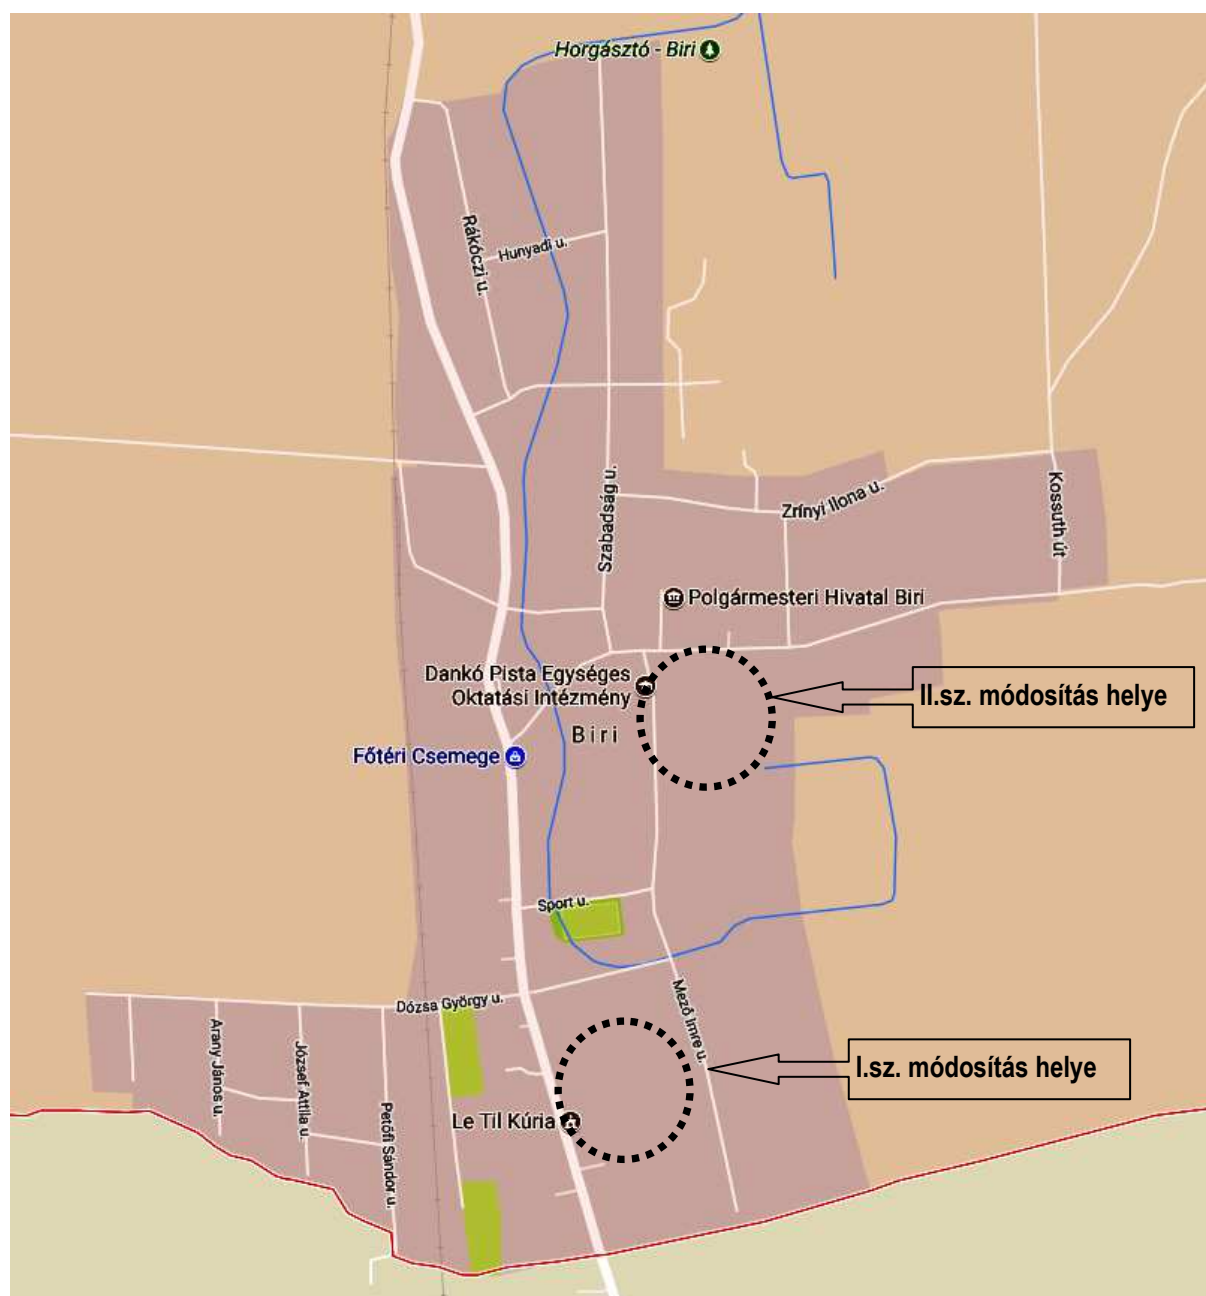 Horgásztó - Biri
Rákóczi u.
Hunyadi u.
Szabadság u.
Zrínyi Ilona u.
Kossuth út
Polgármesteri Hivatal Biri
Dankó Pista Egységes
Oktatási Intézmény
II.sz. módosítás helye
Biri
Főtéri Csemege
Sport u.
Dózsa György u.
Mező Imre u.
Arany János u.
József Attila u.
Petőfi Sándor u.
I.sz. módosítás helye
Le Til Kúria